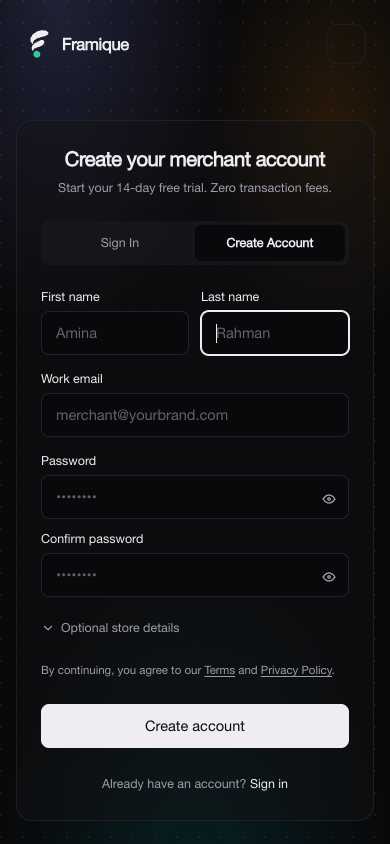 Framique
Create your merchant account
Start your 14-day free trial. Zero transaction fees.
Sign In
Create Account
First name
Last name
Amina
Rahman
Work email
merchant@yourbrand.com
Password
••••••••
Confirm password
••••••••
Optional store details
By continuing, you agree to our Terms and Privacy Policy.
Create account
Already have an account? Sign in